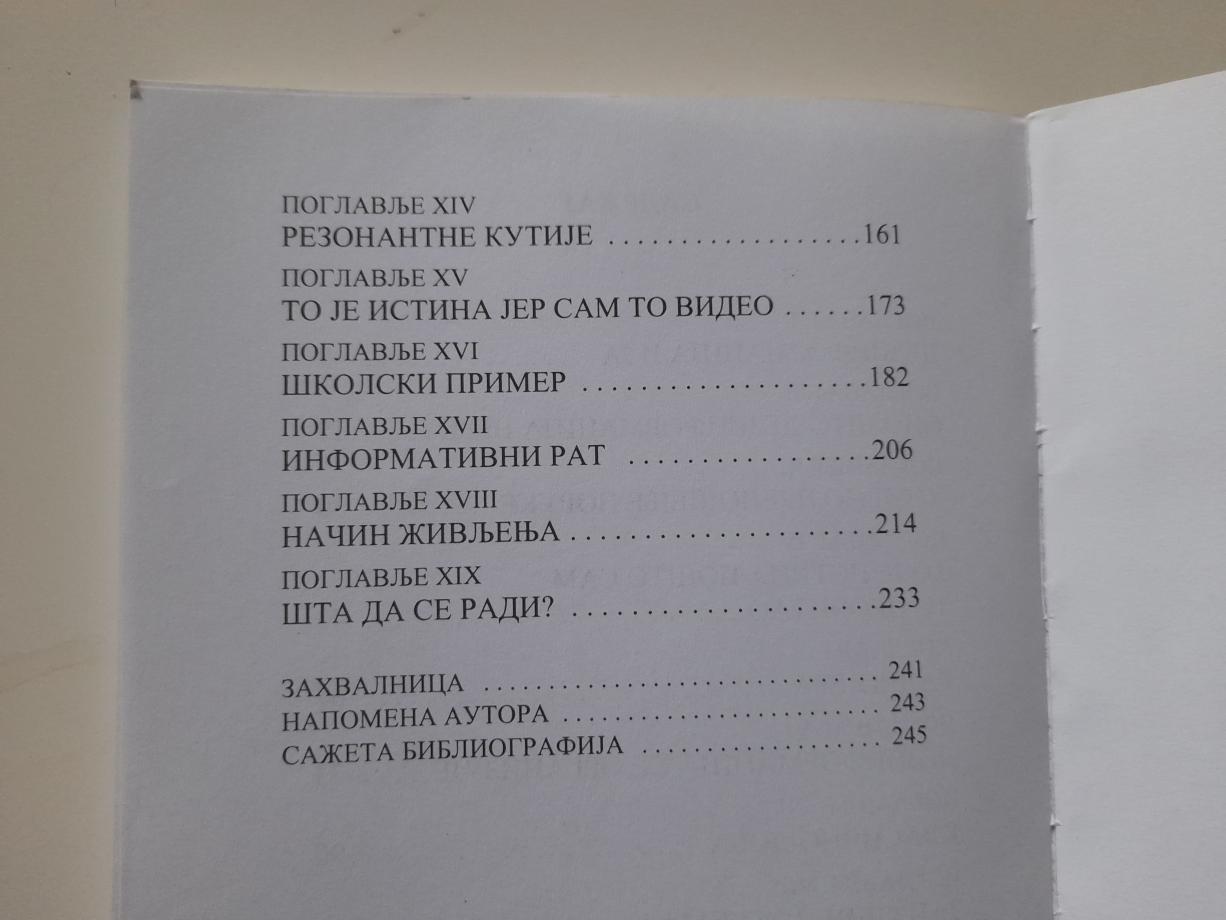 ПОГЛАВЉЕ XIV
РЕЗОНАНТНЕ КУТИЈЕ . . . . . . . . . . . . . . . . . . .161
ПОГЛАВЉЕ XV
ТО ЈЕ ИСТИНА ЈЕР САМ ТО ВИДЕО . . . . . .173
ПОГЛАВЉЕ XVI
ШКОЛСКИ ПРИМЕР . . . . . . . . . . . . . . . . . . . .182
ПОГЛАВЉЕ XVII
ИНФОРМАТИВНИ РАТ . . . . . . . . . . . . . . . . .206
ПОГЛАВЉЕ XVIII
НАЧИН ЖИВЉЕЊА . . . . . . . . . . . . . . . . . . . . .214
ПОГЛАВЉЕ XIX
ШТА ДА СЕ РАДИ? . . . . . . . . . . . . . . . . . . . . .233
ЗАХВАЛНИЦА . . . . . . . . . . . . . . . . . . . . . . . . . . . . . . 241
НАПОМЕНА АУТОРА . . . . . . . . . . . . . . . . . . . . . . . . 243
САЖЕТА БИБЛИОГРАФИЈА . . . . . . . . . . . . . . . . . . 245